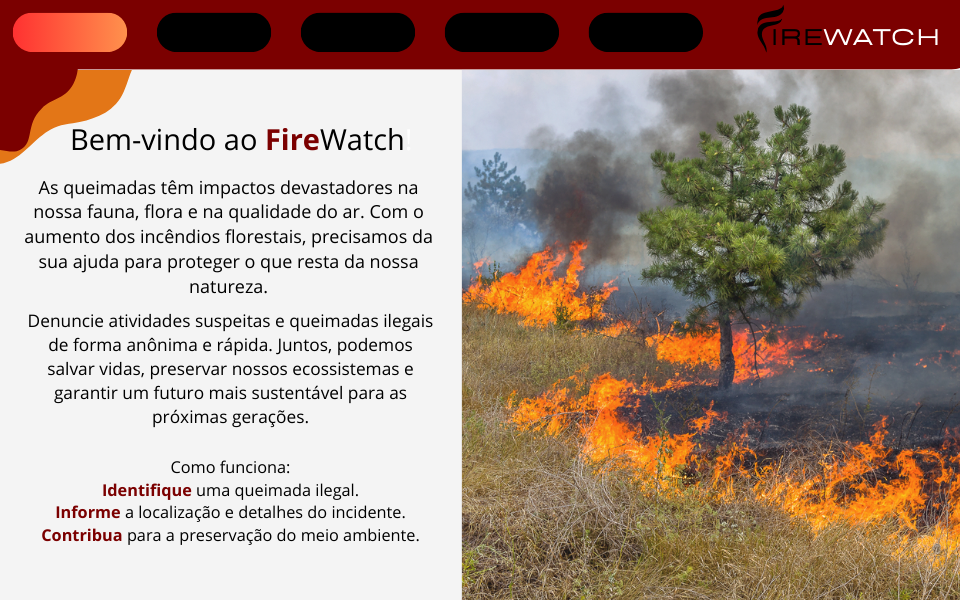 FIREWATCH
Bem-vindo ao FireWatch!
As queimadas têm impactos devastadores na
nossa fauna, flora e na qualidade do ar. Com o
aumento dos incêndios florestais, precisamos da
sua ajuda para proteger o que resta da nossa
natureza.
Denuncie atividades suspeitas e queimadas ilegais
de forma anônima e rápida. Juntos, podemos
salvar vidas, preservar nossos ecossistemas e
garantir um futuro mais sustentável para as
próximas gerações.
Como funciona:
Identifique uma queimada ilegal.
Informe a localização e detalhes do incidente.
Contribua para a preservação do meio ambiente.